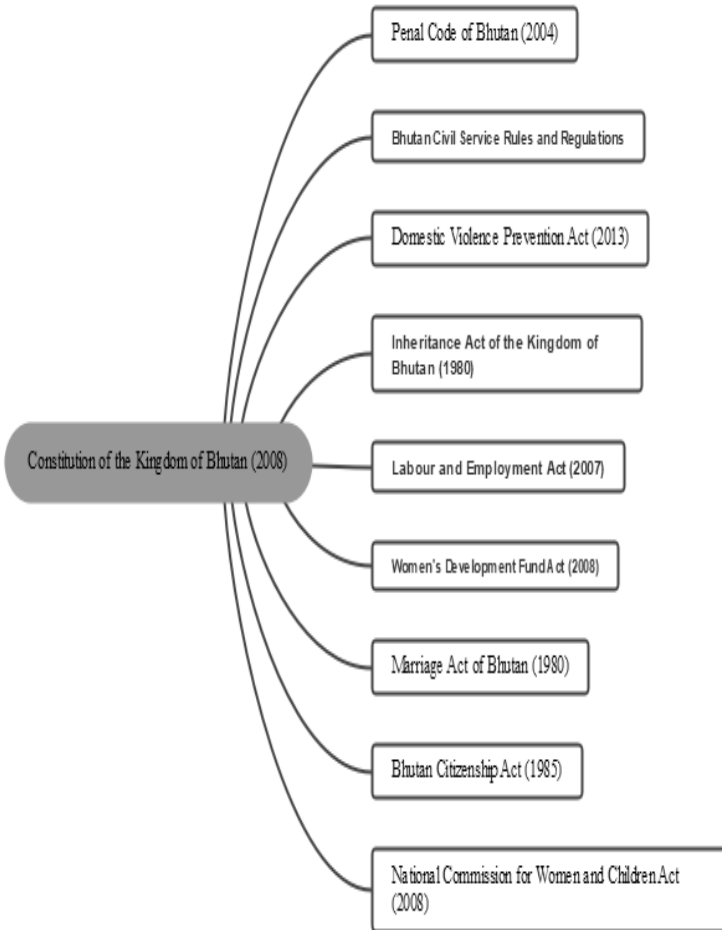 Penal Code of Bhutan (2004)
Bhutan Civil Service Rules and Regulations
Domestic Violence Prevention Act (2013)
Inheritance Act of the Kingdom of
Bhutan (1980)
Constitution of the Kingdom of Bhutan (2008)
Labour and Employment Act (2007)
Women's Development Fund Act (2008)
Marriage Act of Bhutan (1980)
Bhutan Citizenship Act (1985)
National Commission for Women and Children Act
(2008)